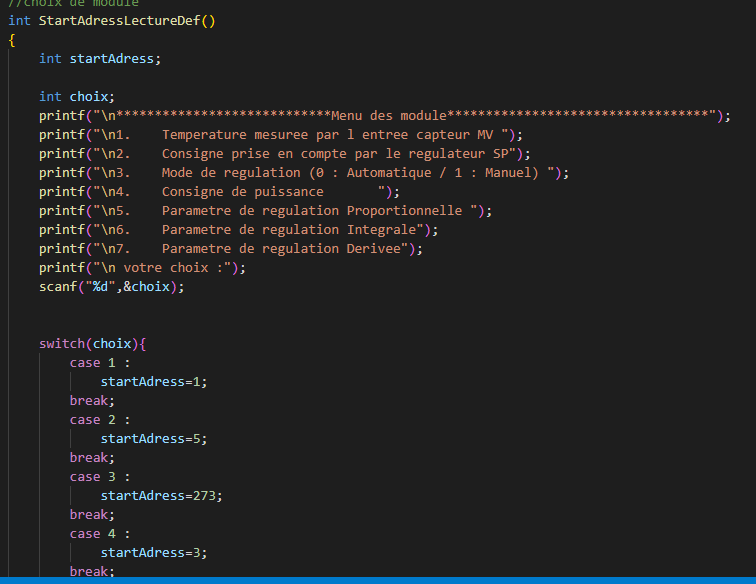 //choix de module
int StartAdressLectureDef()
{
    int startAdress;

    int choix;
    printf("\n****************************Menu des module**********************************");
    printf("\n1.    Temperature mesuree par l entree capteur MV ");
    printf("\n2.    Consigne prise en compte par le regulateur SP");
    printf("\n3.    Mode de regulation (0 : Automatique / 1 : Manuel) ");
    printf("\n4.    Consigne de puissance       ");
    printf("\n5.    Parametre de regulation Proportionnelle ");
    printf("\n6.    Parametre de regulation Integrale");
    printf("\n7.    Parametre de regulation Derivee");
    printf("\n votre choix :");
    scanf("%d",&choix);


    switch(choix){
        case 1 :
            startAdress=1;
        break;
        case 2 :
            startAdress=5;
        break;
        case 3 :
            startAdress=273;
        break;
        case 4 :
            startAdress=3;
        break;